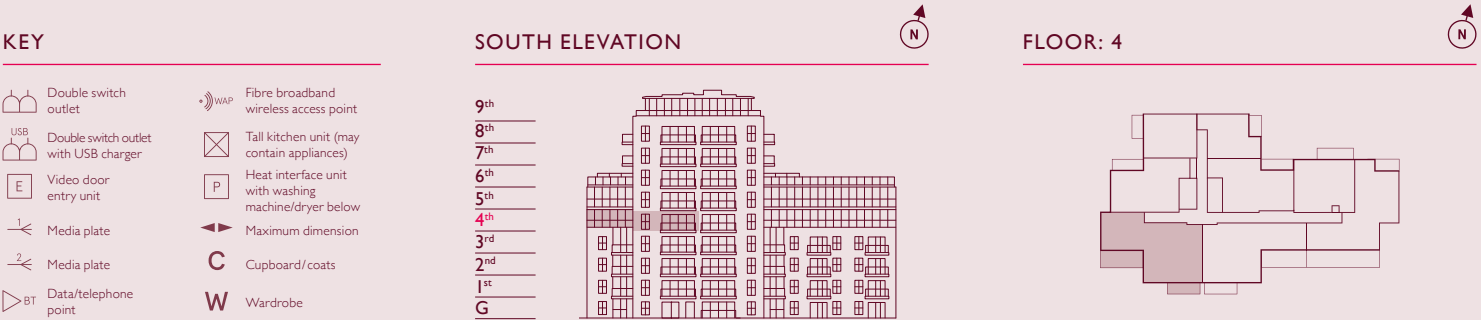 KEY
Double switch
outlet
USB
Double switch outlet
with USB charger
E
Video door
entry unit
1
Media plate
2
Media plate
BT
Data/telephone
point
WAP
Fibre broadband
wireless access point
Tall kitchen unit (may
contain appliances)
P
Heat interface unit
with washing
machine/dryer below
Maximum dimension
C
Cupboard/coats
W
Wardrobe
SOUTH ELEVATION
N
9th
8th
7th
6th
5th
4th
3rd
2nd
1st
G
FLOOR: 4
N